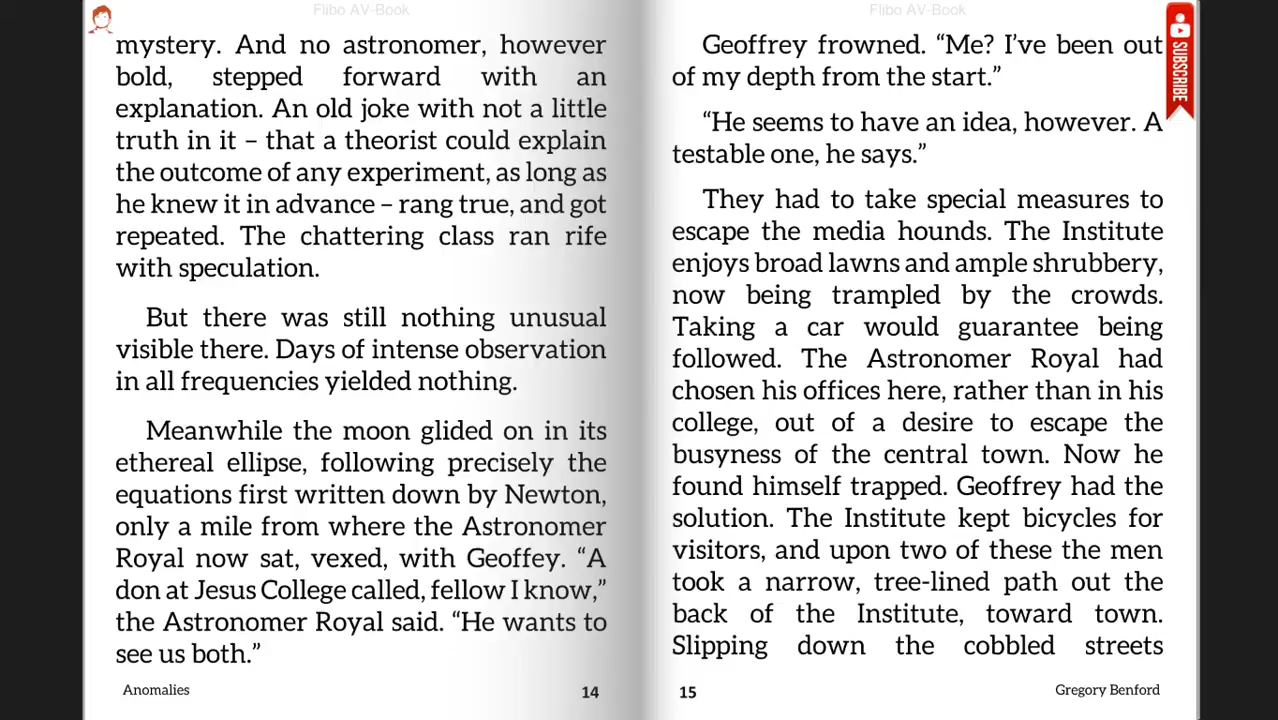 Flibo AV-Book
mystery. And no astronomer, however
bold, stepped forward with an
explanation. An old joke with not a little
truth in it – that a theorist could explain
the outcome of any experiment, as long as
he knew it in advance – rang true, and got
repeated. The chattering class ran rife
with speculation.
But there was still nothing unusual
visible there. Days of intense observation
in all frequencies yielded nothing.
Meanwhile the moon glided on in its
ethereal ellipse, following precisely the
equations first written down by Newton,
only a mile from where the Astronomer
Royal now sat, vexed, with Geoffey. “A
don at Jesus College called, fellow I know,”
the Astronomer Royal said. “He wants to
see us both.”
Anomalies 14
Flibo AV-Book
SUBSCRIBE
Geoffrey frowned. “Me? I’ve been out
of my depth from the start.”
“He seems to have an idea, however. A
testable one, he says.”
They had to take special measures to
escape the media hounds. The Institute
enjoys broad lawns and ample shrubbery,
now being trampled by the crowds.
Taking a car would guarantee being
followed. The Astronomer Royal had
chosen his offices here, rather than in his
college, out of a desire to escape the
busyness of the central town. Now he
found himself trapped. Geoffrey had the
solution. The Institute kept bicycles for
visitors, and upon two of these the men
took a narrow, tree-lined path out the
back of the Institute, toward town.
Slipping down the cobbled streets
15 Gregory Benford